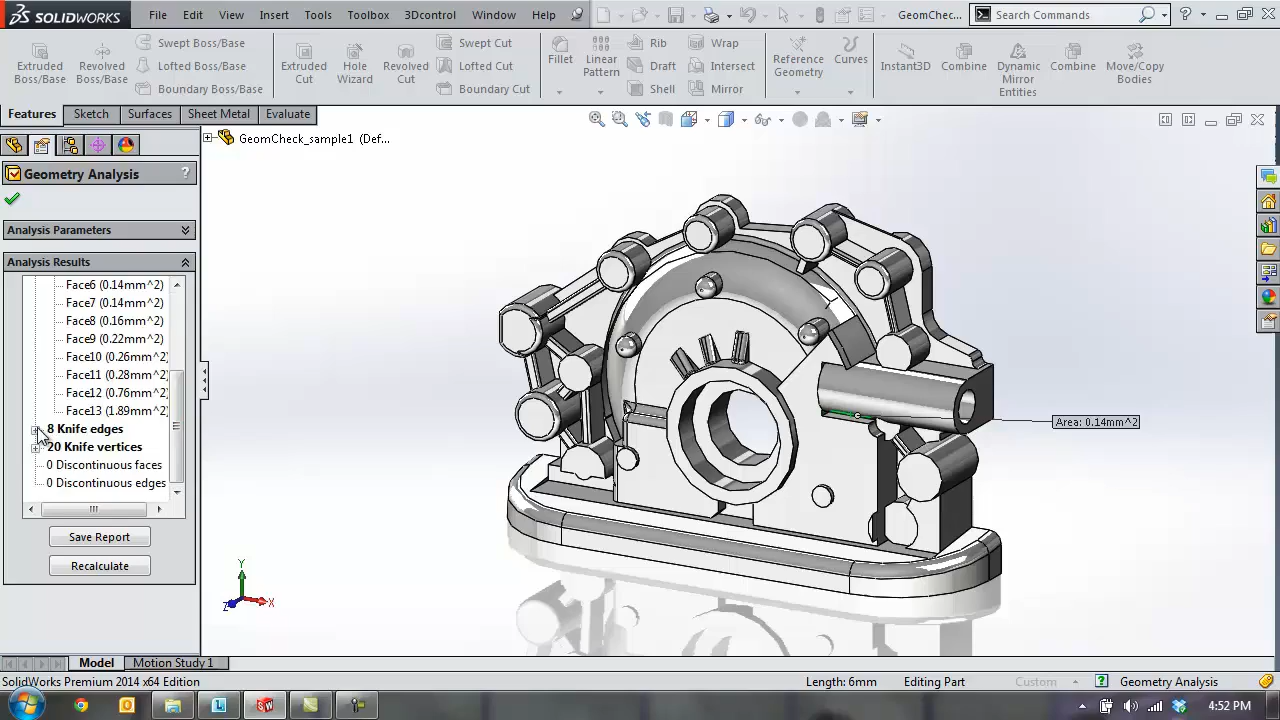 SOLIDWORKS File Edit View Insert Tools Toolbox 3Dcontrol Window Help GeomChec... Search Commands ?
Extruded Boss/Base Revolved Boss/Base Swept Boss/Base Lofted Boss/Base Boundary Boss/Base
Extruded Cut Hole Wizard Revolved Cut Swept Cut Lofted Cut Boundary Cut
Fillet Linear Pattern Rib Draft Shell Wrap Intersect Mirror
Reference Geometry Curves Instant3D Combine Dynamic Mirror Entities Combine Move/Copy Bodies
Features Sketch Surfaces Sheet Metal Evaluate
GeomCheck_sample1 (Def...
Geometry Analysis ?
Analysis Parameters
Analysis Results
Face6 (0.14mm^2)
Face7 (0.14mm^2)
Face8 (0.16mm^2)
Face9 (0.22mm^2)
Face10 (0.26mm^2)
Face11 (0.28mm^2)
Face12 (0.76mm^2)
Face13 (1.89mm^2)
8 Knife edges
20 Knife vertices
0 Discontinuous faces
0 Discontinuous edges
Save Report
Recalculate
Area: 0.14mm^2
Y
X
Z
Model Motion Study 1
SolidWorks Premium 2014 x64 Edition Length: 6mm Editing Part Custom ? Geometry Analysis
4:52 PM